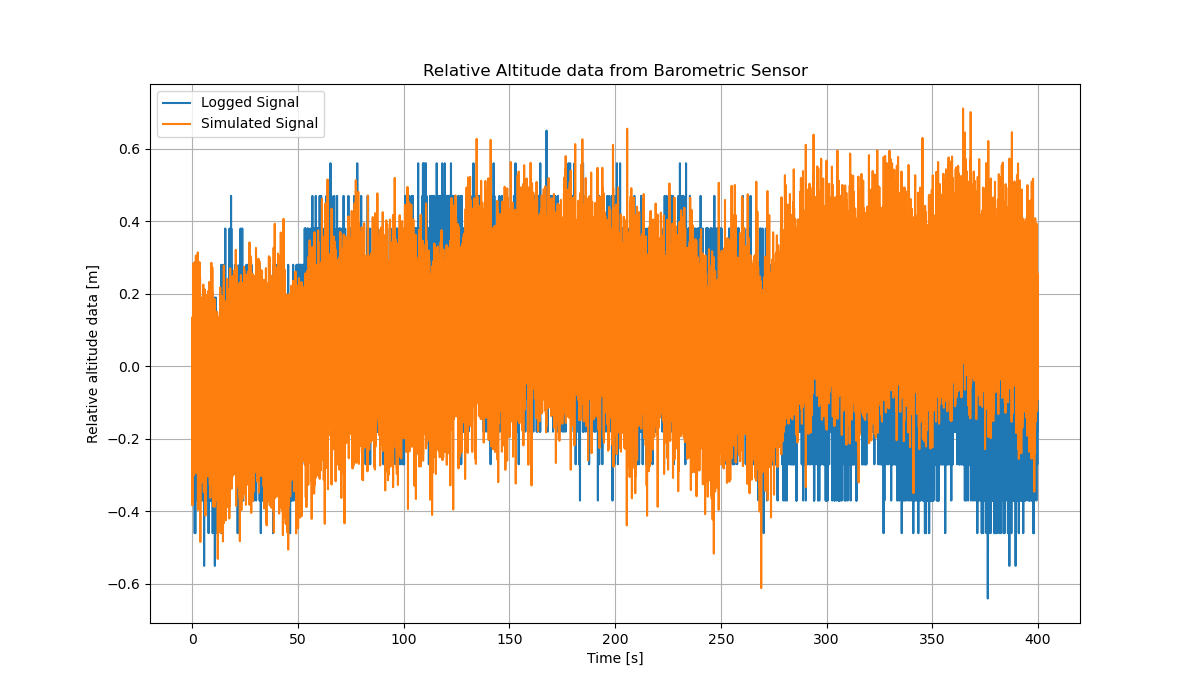 Relative Altitude data from Barometric Sensor
Logged Signal
Simulated Signal
Relative altitude data [m]
0.6
0.4
0.2
0.0
−0.2
−0.4
−0.6
0 50 100 150 200 250 300 350 400
Time [s]